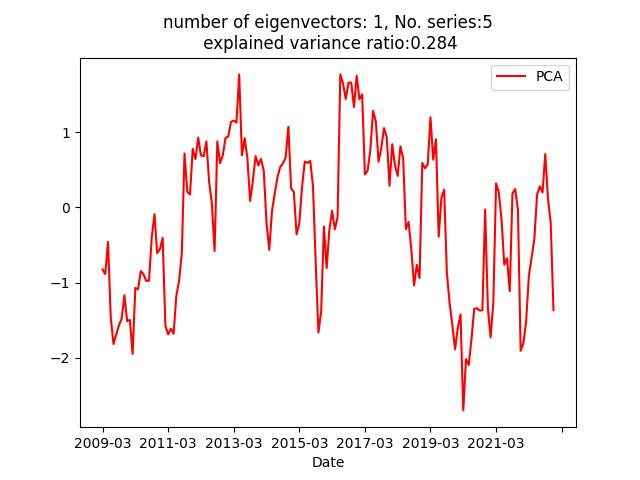 number of eigenvectors: 1, No. series:5
explained variance ratio:0.284
PCA
1
0
−1
−2
2009-03 2011-03 2013-03 2015-03 2017-03 2019-03 2021-03
Date